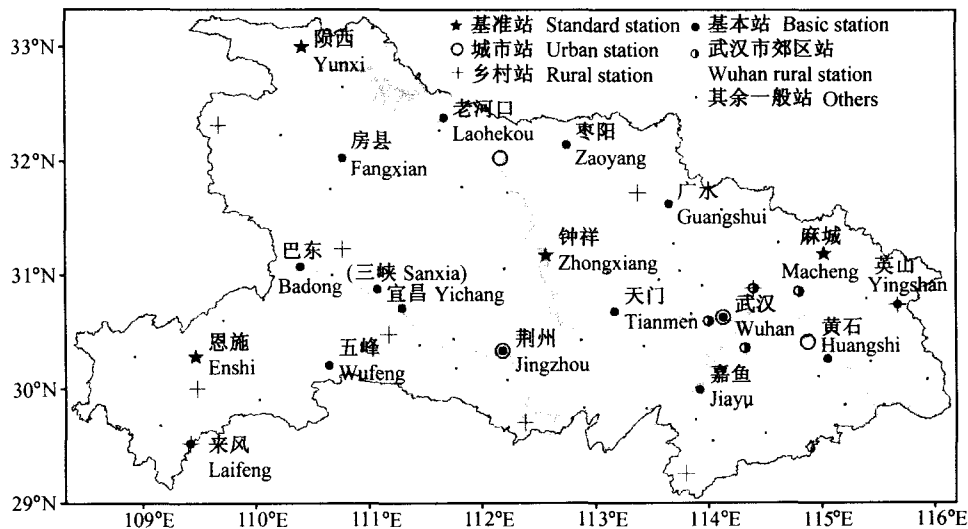 33°N
32°N
31°N
30°N
29°N
109°E
110°E
111°E
112°E
113°E
114°E
115°E
116°E
基准站 Standard station
城市站 Urban station
乡村站 Rural station
基本站 Basic station
武汉市郊区站
Wuhan rural station
其余一般站 Others
郧西
Yunxi
老河口
Laohekou
枣阳
Zaoyang
房县
Fangxian
广水
Guangshui
钟祥
Zhongxiang
麻城
Macheng
英山
Yingshan
巴东
Badong
(三峡 Sanxia)
宜昌 Yichang
天门
Tianmen
武汉
Wuhan
黄石
Huangshi
恩施
Enshi
五峰
Wufeng
荆州
Jingzhou
嘉鱼
Jiayu
来风
Laifeng